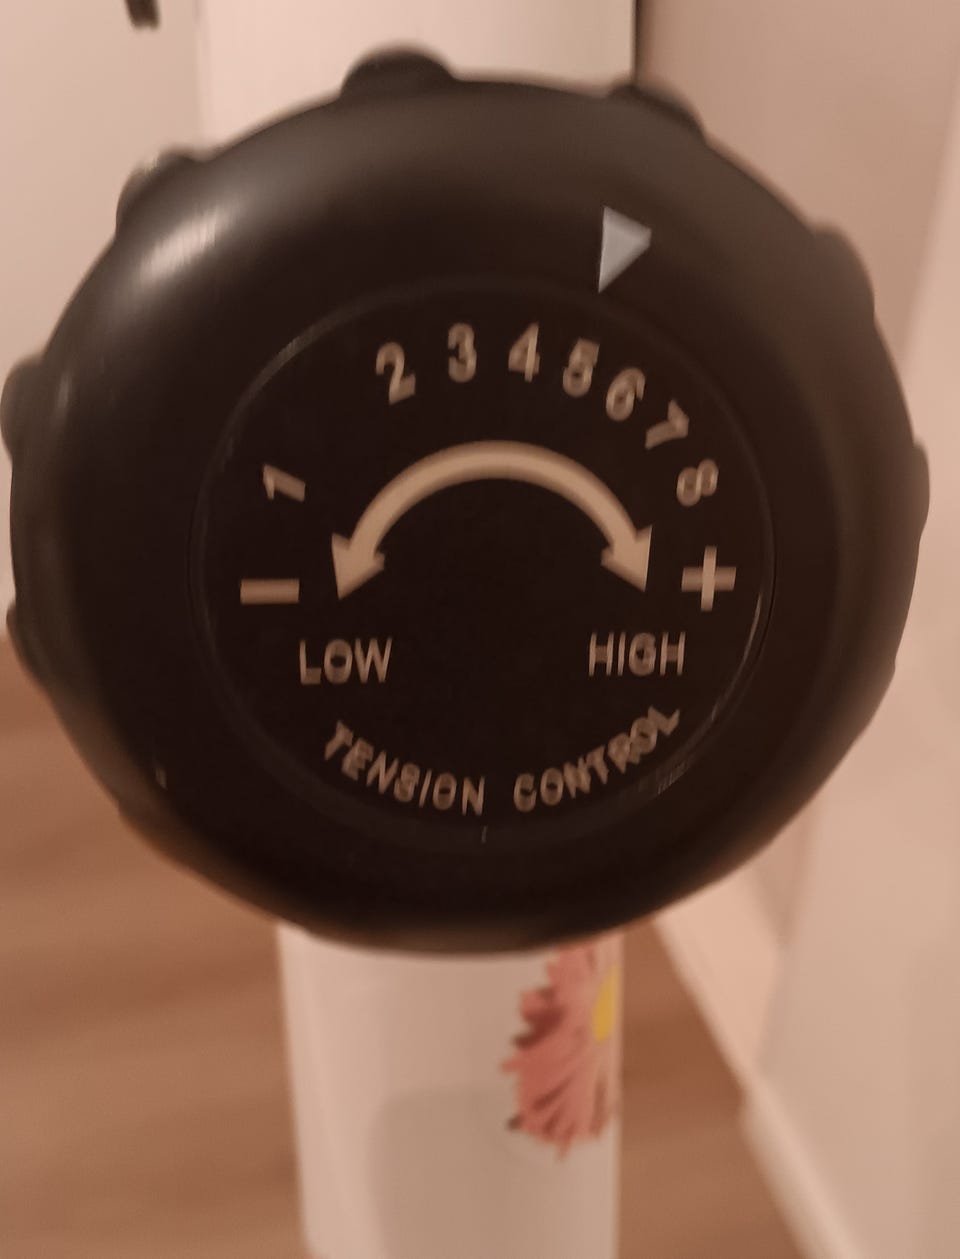 1 2 3 4 5 6 7 8
- +
LOW HIGH
TENSION CONTROL